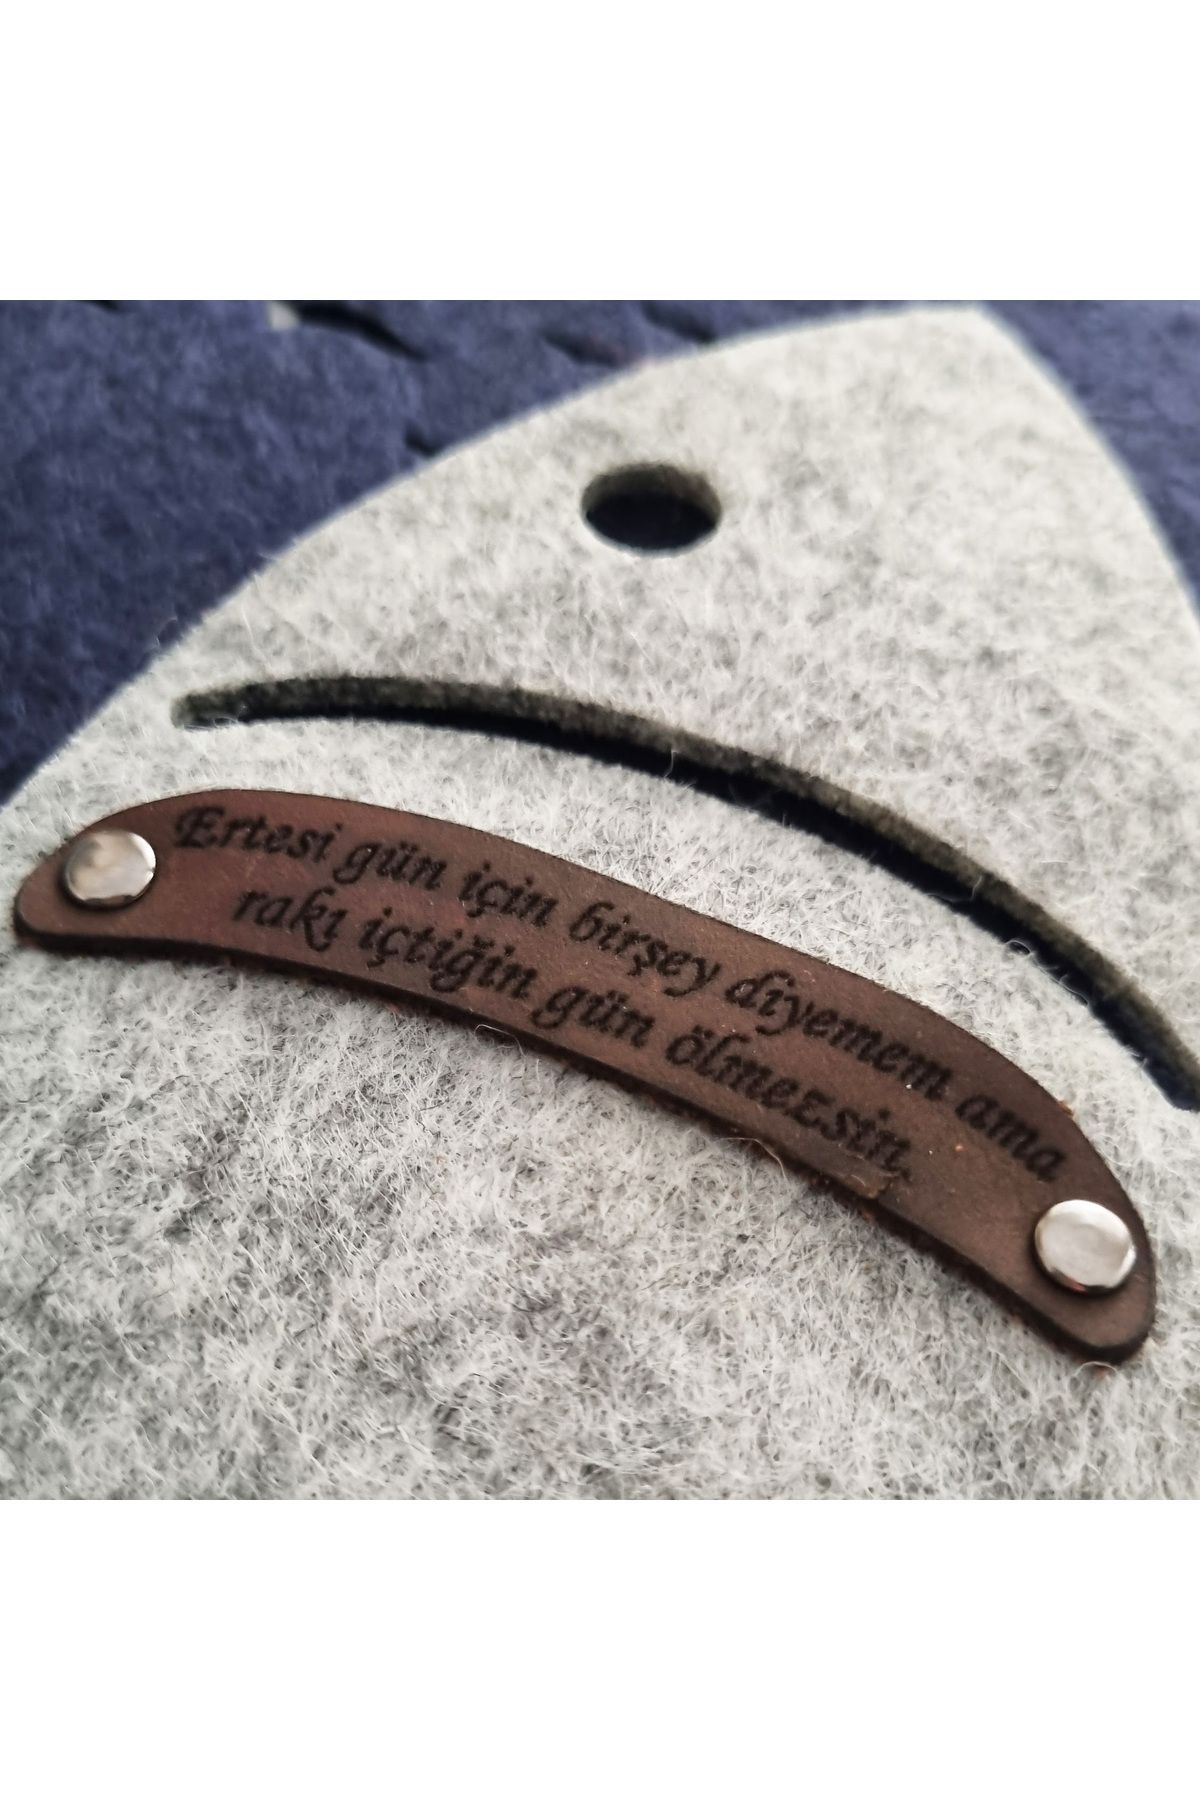 Ertesi gün için birşey diyemem ama
rakı içtiğin gün ölmezsin,